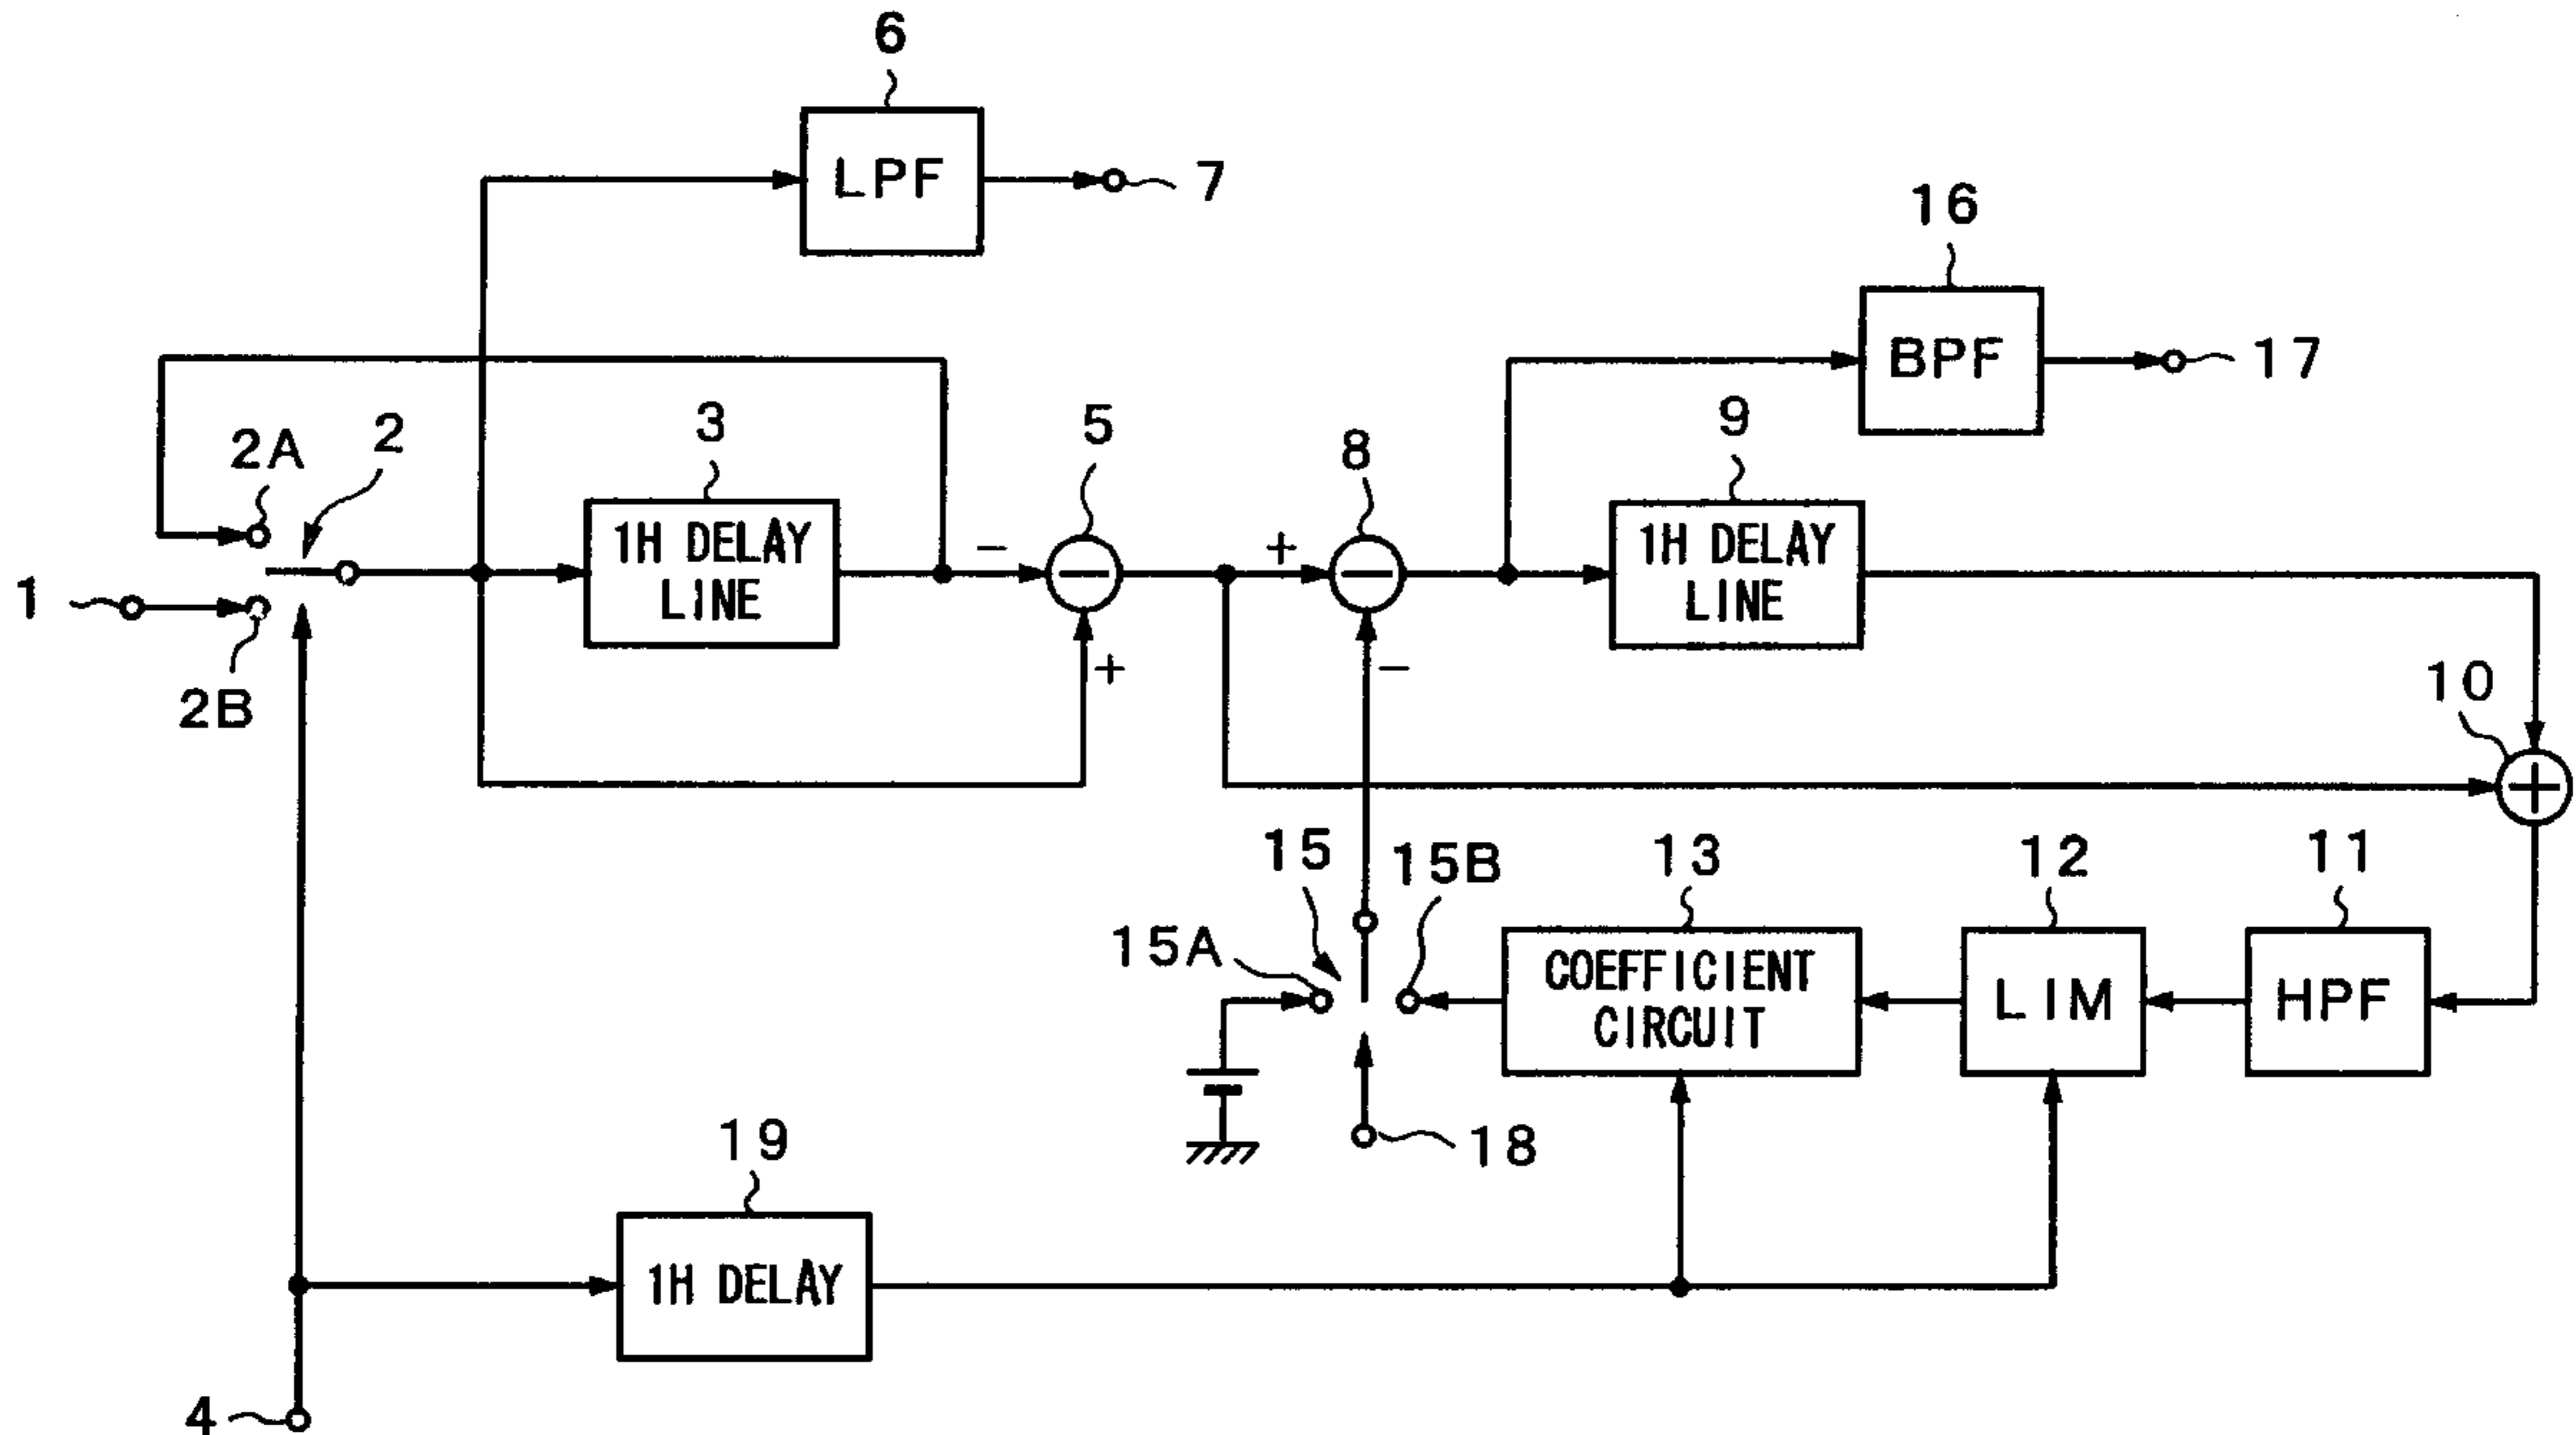 6
LPF
7
16
BPF
17
2A
2
3
1H DELAY
LINE
5
−
+
8
+
−
9
1H DELAY
LINE
1
2B
10
15
15A
15B
13
COEFFICIENT
CIRCUIT
12
LIM
11
HPF
18
19
1H DELAY
4